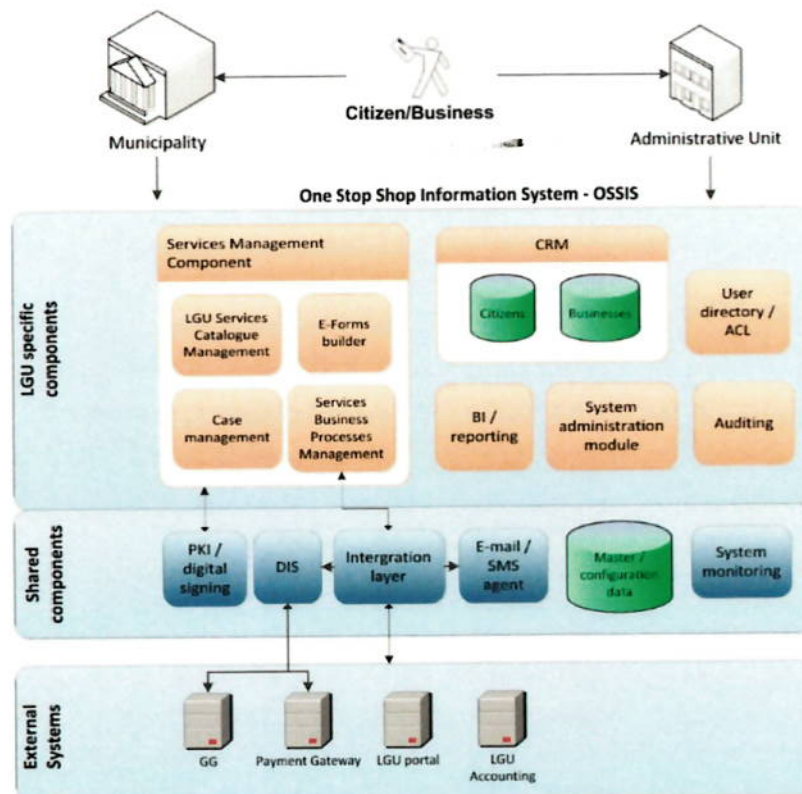 Citizen/Business
Municipality
Administrative Unit
One Stop Shop Information System - OSSIS
LGU specific
components
Services Management
Component
LGU Services
Catalogue
Management
E-Forms
builder
Case
management
Services
Business
Processes
Management
CRM
Citizens
Businesses
User
directory /
ACL
BI /
reporting
System
administration
module
Auditing
Shared
components
PKI /
digital
signing
DIS
Intergration
layer
E-mail /
SMS
agent
Master /
configuration
data
System
monitoring
External
Systems
GG
Payment Gateway
LGU portal
LGU
Accounting